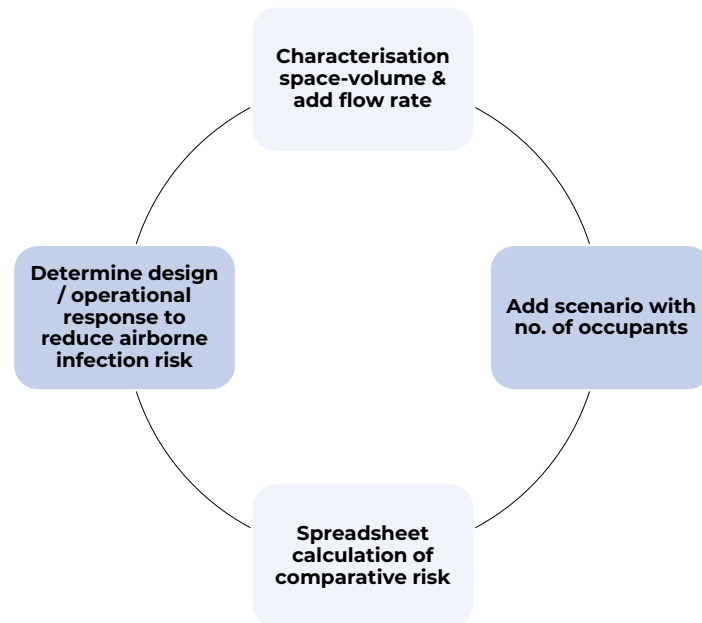 Characterisation
space-volume &
add flow rate
Determine design
/ operational
response to
reduce airborne
infection risk
Add scenario with
no. of occupants
Spreadsheet
calculation of
comparative risk